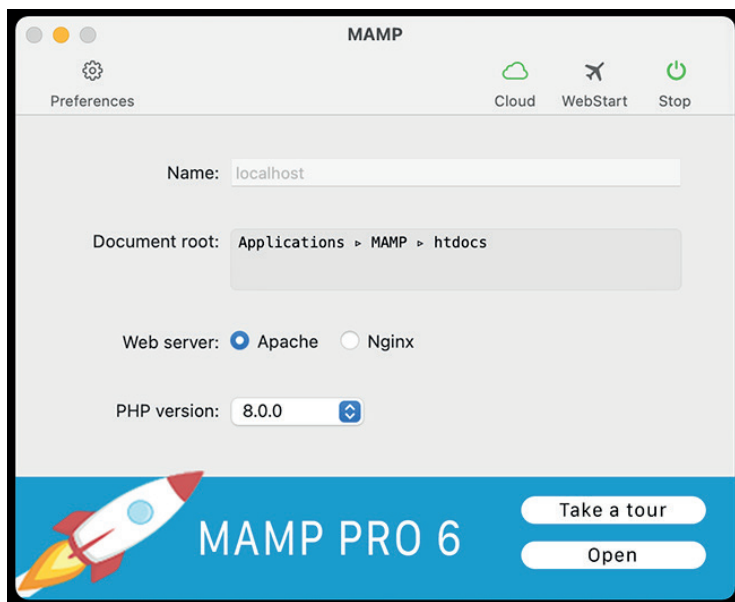 MAMP
Preferences
Cloud WebStart Stop
Name: localhost
Document root: Applications ▹ MAMP ▹ htdocs
Web server: Apache Nginx
PHP version: 8.0.0
MAMP PRO 6
Take a tour
Open